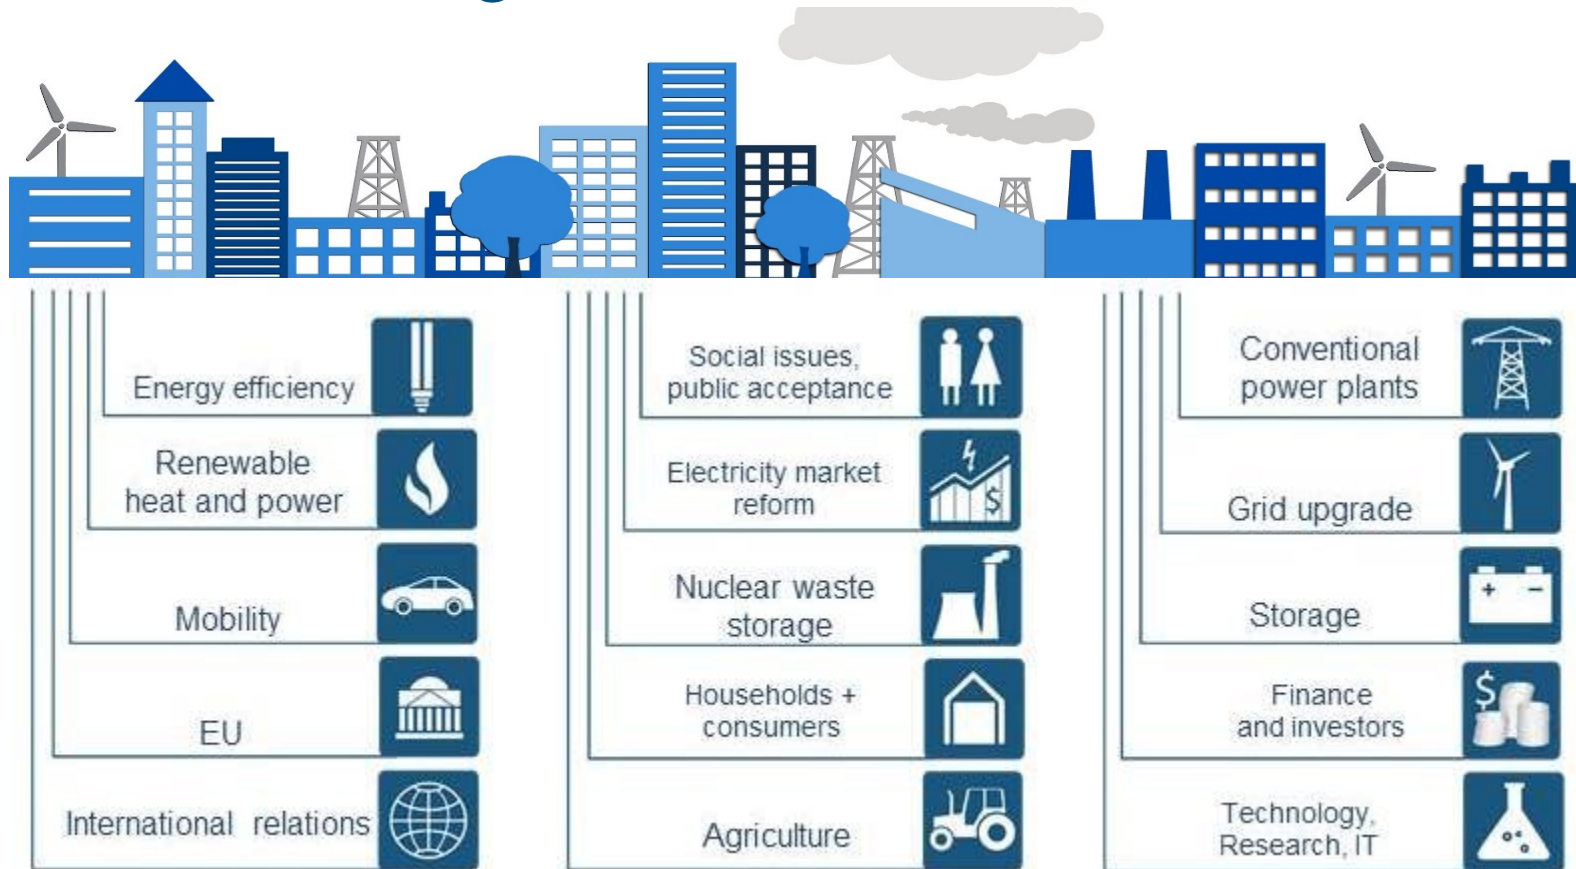 Energy efficiency
Renewable
heat and power
Mobility
EU
International relations
Social issues,
public acceptance
Electricity market
reform
$
Nuclear waste
storage
Households +
consumers
Agriculture
Conventional
power plants
Grid upgrade
Storage
+ −
Finance
and investors
$
Technology,
Research, IT